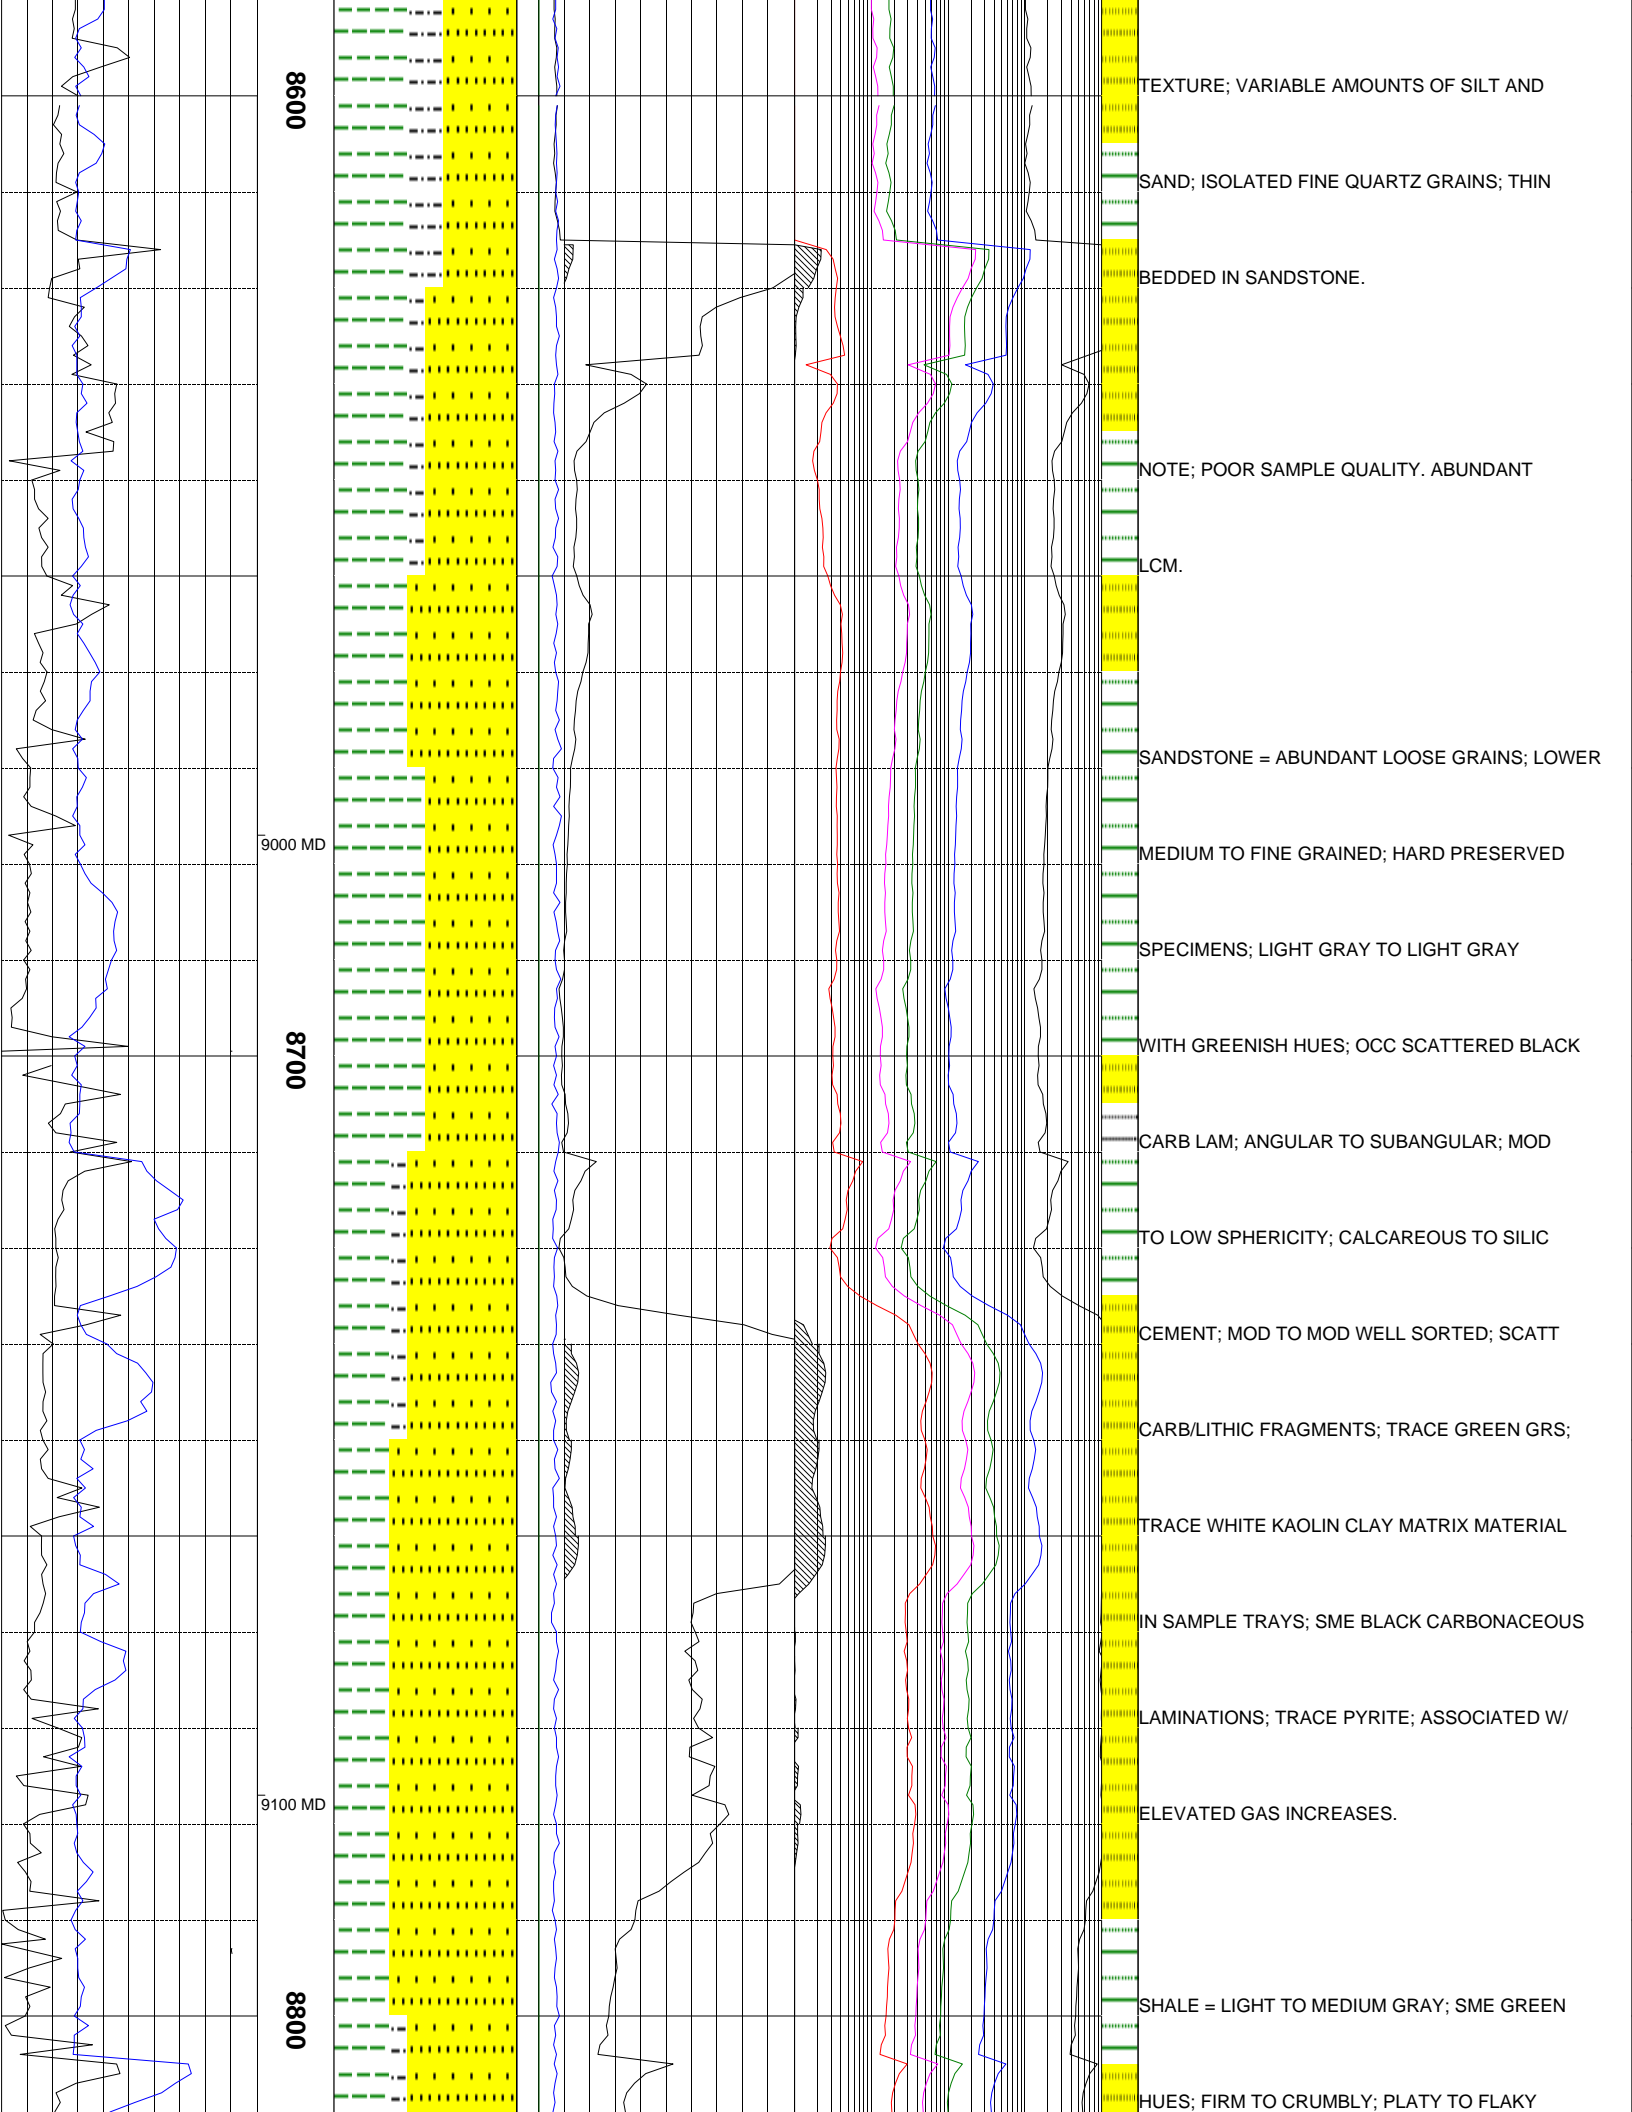 8600
TEXTURE; VARIABLE AMOUNTS OF SILT AND
SAND; ISOLATED FINE QUARTZ GRAINS; THIN
BEDDED IN SANDSTONE.
NOTE; POOR SAMPLE QUALITY. ABUNDANT
LCM.
SANDSTONE = ABUNDANT LOOSE GRAINS; LOWER
9000 MD
MEDIUM TO FINE GRAINED; HARD PRESERVED
SPECIMENS; LIGHT GRAY TO LIGHT GRAY
8700
WITH GREENISH HUES; OCC SCATTERED BLACK
CARB LAM; ANGULAR TO SUBANGULAR; MOD
TO LOW SPHERICITY; CALCAREOUS TO SILIC
CEMENT; MOD TO MOD WELL SORTED; SCATT
CARB/LITHIC FRAGMENTS; TRACE GREEN GRS;
TRACE WHITE KAOLIN CLAY MATRIX MATERIAL
IN SAMPLE TRAYS; SME BLACK CARBONACEOUS
LAMINATIONS; TRACE PYRITE; ASSOCIATED W/
9100 MD
ELEVATED GAS INCREASES.
8800
SHALE = LIGHT TO MEDIUM GRAY; SME GREEN
HUES; FIRM TO CRUMBLY; PLATY TO FLAKY